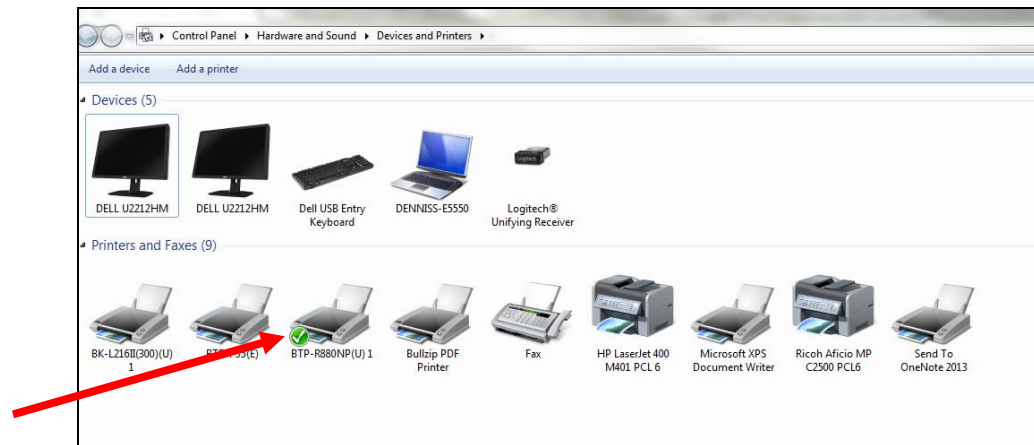 Control Panel ▸ Hardware and Sound ▸ Devices and Printers ▸
Add a device Add a printer
Devices (5)
DELL U2212HM
DELL U2212HM
Dell USB Entry
Keyboard
DENNISS-E5550
Logitech®
Unifying Receiver
Printers and Faxes (9)
BK-L216II(300)(U)
1
BTP-R880NP(U) 1
Bullzip PDF
Printer
Fax
HP LaserJet 400
M401 PCL 6
Microsoft XPS
Document Writer
Ricoh Aficio MP
C2500 PCL6
Send To
OneNote 2013